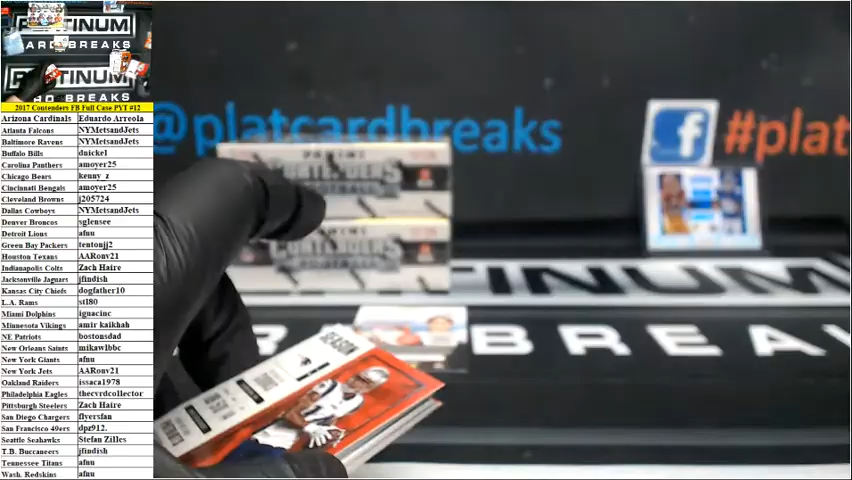 PLATINUM
CARD BREAKS
PLATINUM
CARD BREAKS
2017 Contenders FB Full Case PYT #12
Arizona Cardinals Eduardo Arreola
Atlanta Falcons NYMetsandJets
Baltimore Ravens NYMetsandJets
Buffalo Bills dnickel
Carolina Panthers amoyer25
Chicago Bears kenny_z
Cincinnati Bengals amoyer25
Cleveland Browns j205724
Dallas Cowboys NYMetsandJets
Denver Broncos sglensee
Detroit Lions afnu
Green Bay Packers tentonjj2
Houston Texans AARonv21
Indianapolis Colts Zach Haire
Jacksonville Jaguars jfindish
Kansas City Chiefs dogfather10
L.A. Rams stl80
Miami Dolphins ignacinc
Minnesota Vikings amir kaikhah
NE Patriots bostonsdad
New Orleans Saints mikawlbbc
New York Giants afnu
New York Jets AARonv21
Oakland Raiders issaca1978
Philadelphia Eagles thecvrdcollector
Pittsburgh Steelers Zach Haire
San Diego Chargers flyersfan
San Francisco 49ers dpz912.
Seattle Seahawks Stefan Zilles
T.B. Buccaneers jfindish
Tennessee Titans afnu
Wash. Redskins afnu
@platcardbreaks
f
#plat
PANINI
CONTENDERS
FOOTBALL
CONTENDERS
TINUM
R
BREA
SEASON